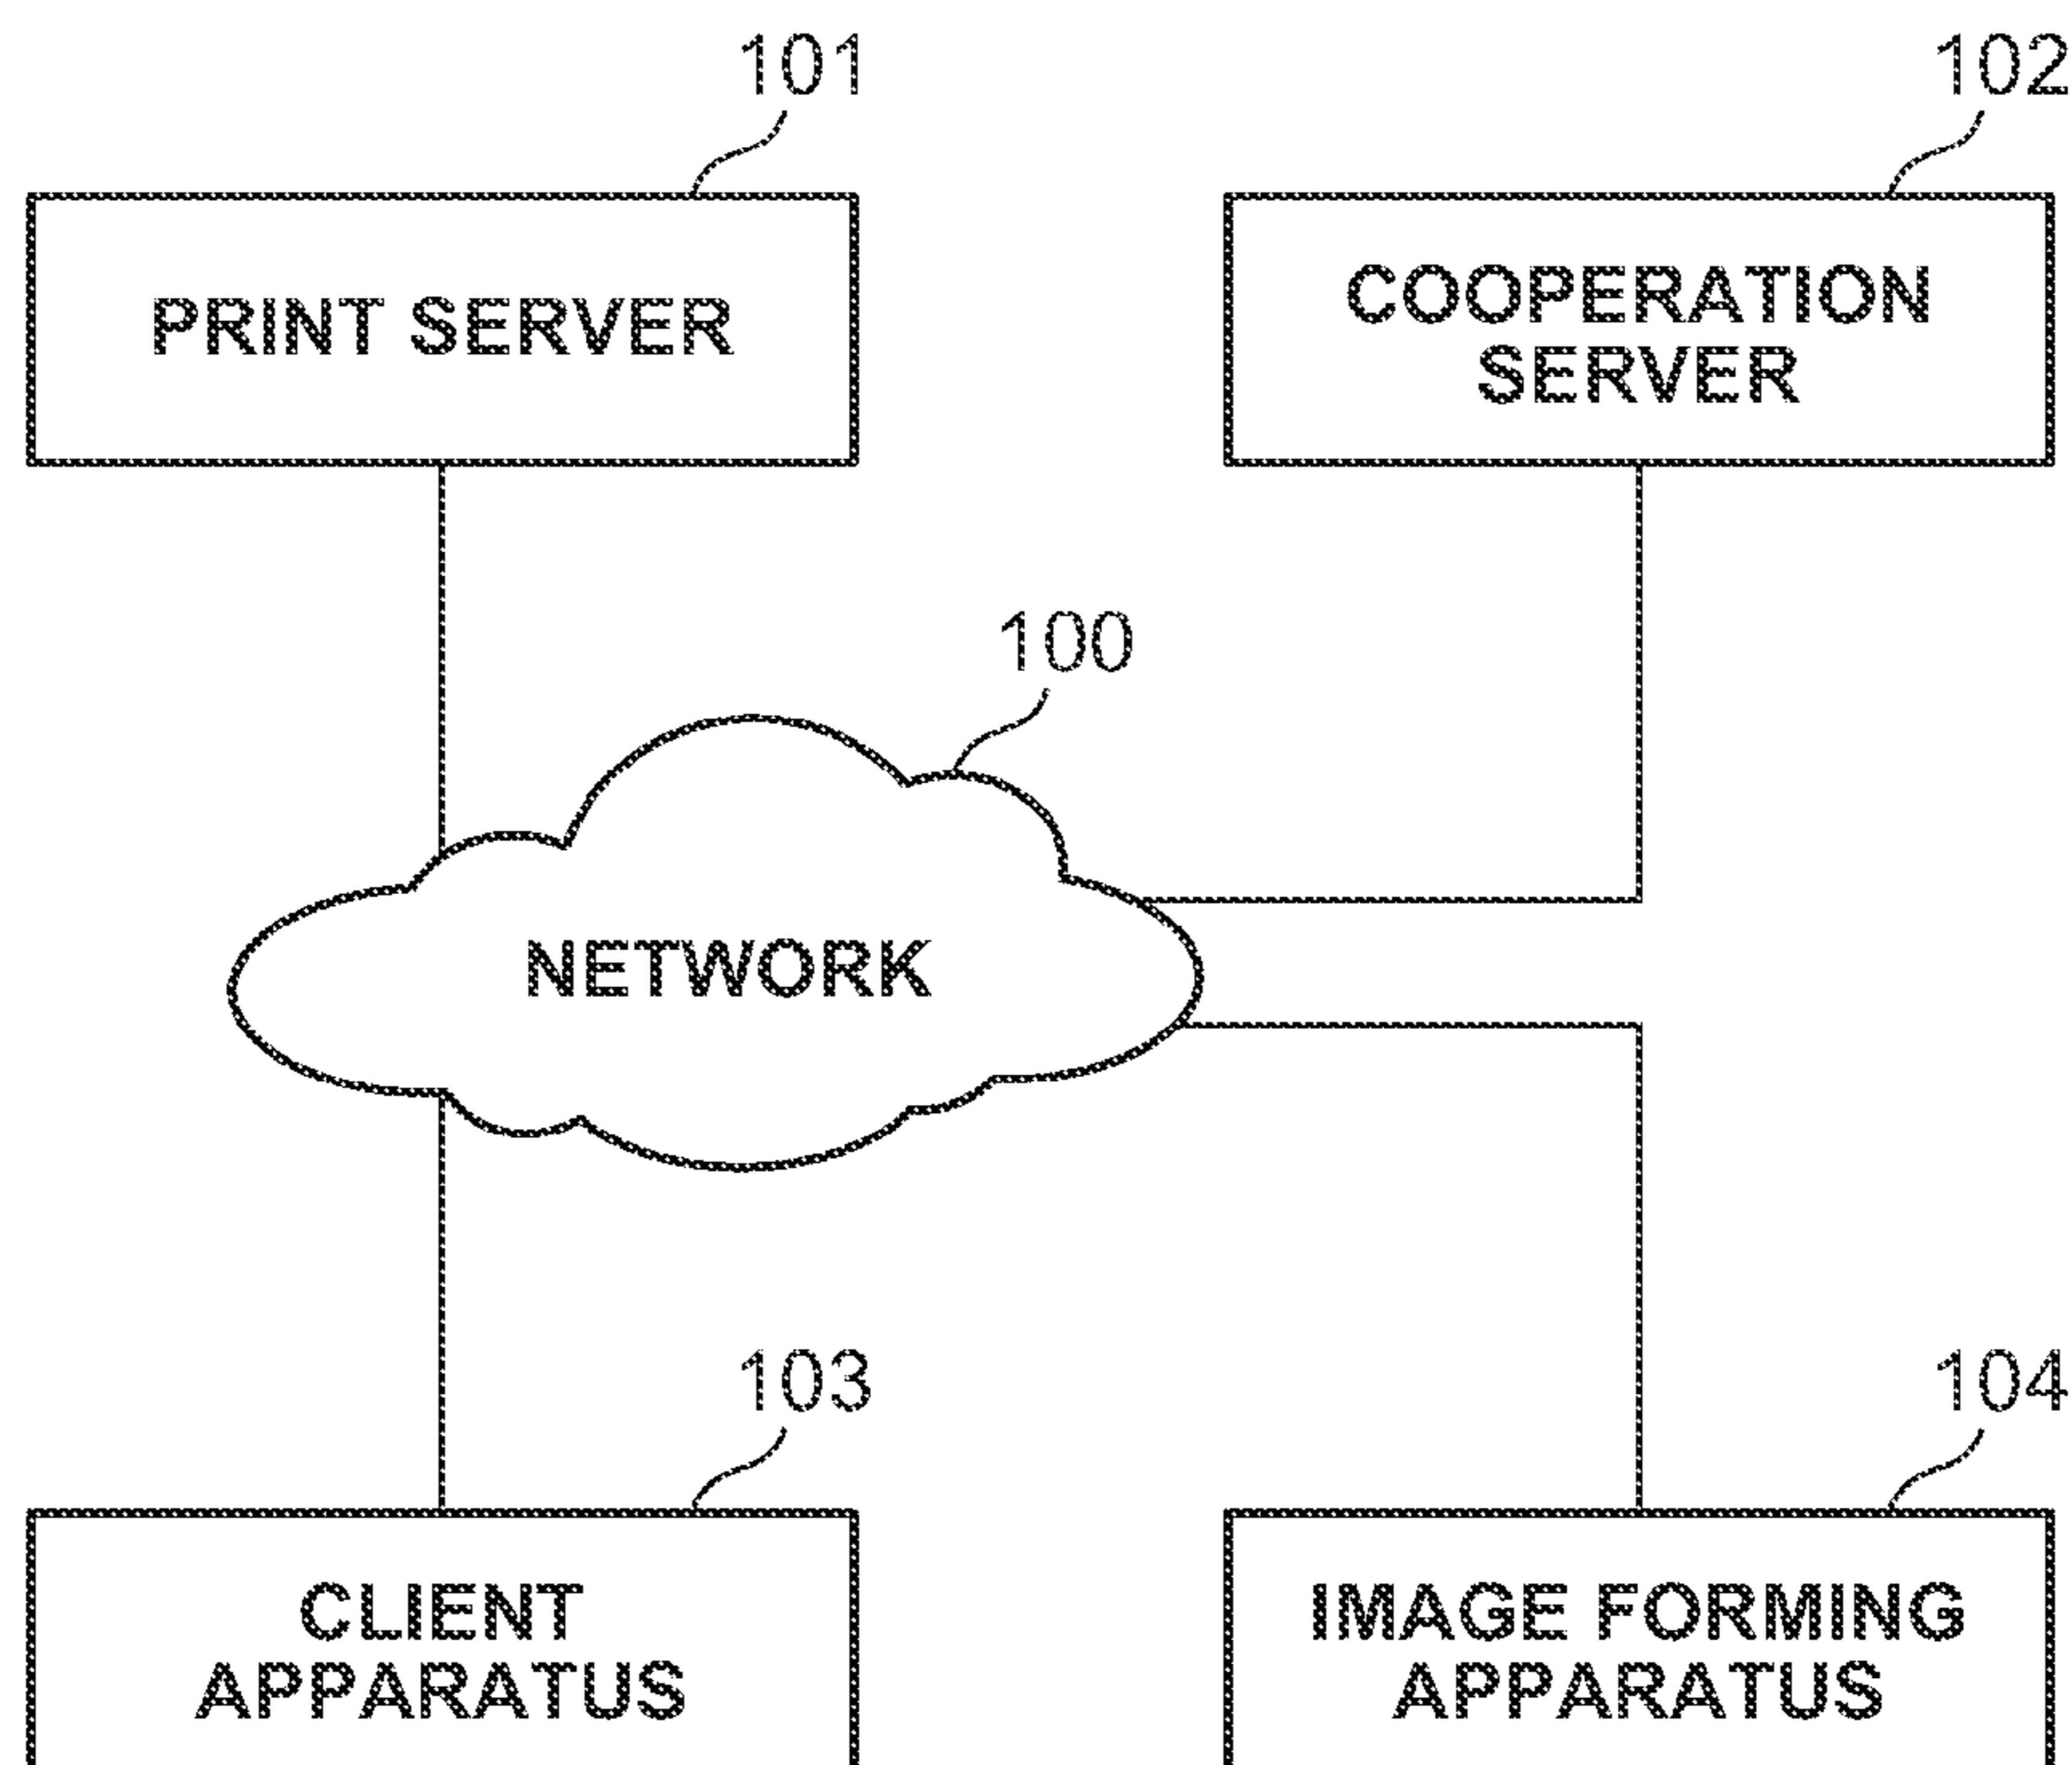 101
102
PRINT SERVER
COOPERATION
SERVER
100
NETWORK
103
104
CLIENT
APPARATUS
IMAGE FORMING
APPARATUS